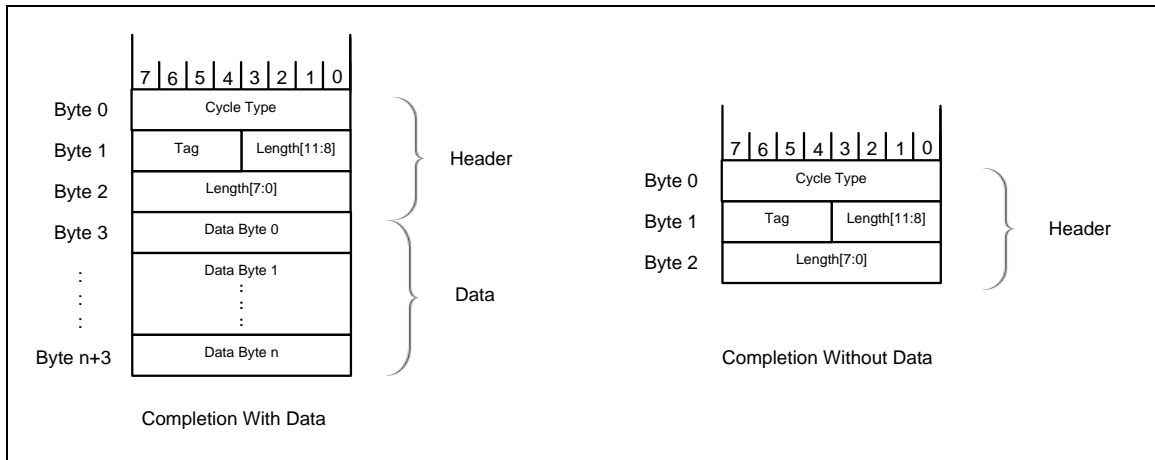 7 6 5 4 3 2 1 0
Byte 0 Cycle Type
Byte 1 Tag Length[11:8]
Header
Byte 2 Length[7:0]
Byte 3 Data Byte 0
Data Byte 1
Data
Byte n+3 Data Byte n
Completion With Data
7 6 5 4 3 2 1 0
Byte 0 Cycle Type
Byte 1 Tag Length[11:8]
Header
Byte 2 Length[7:0]
Completion Without Data